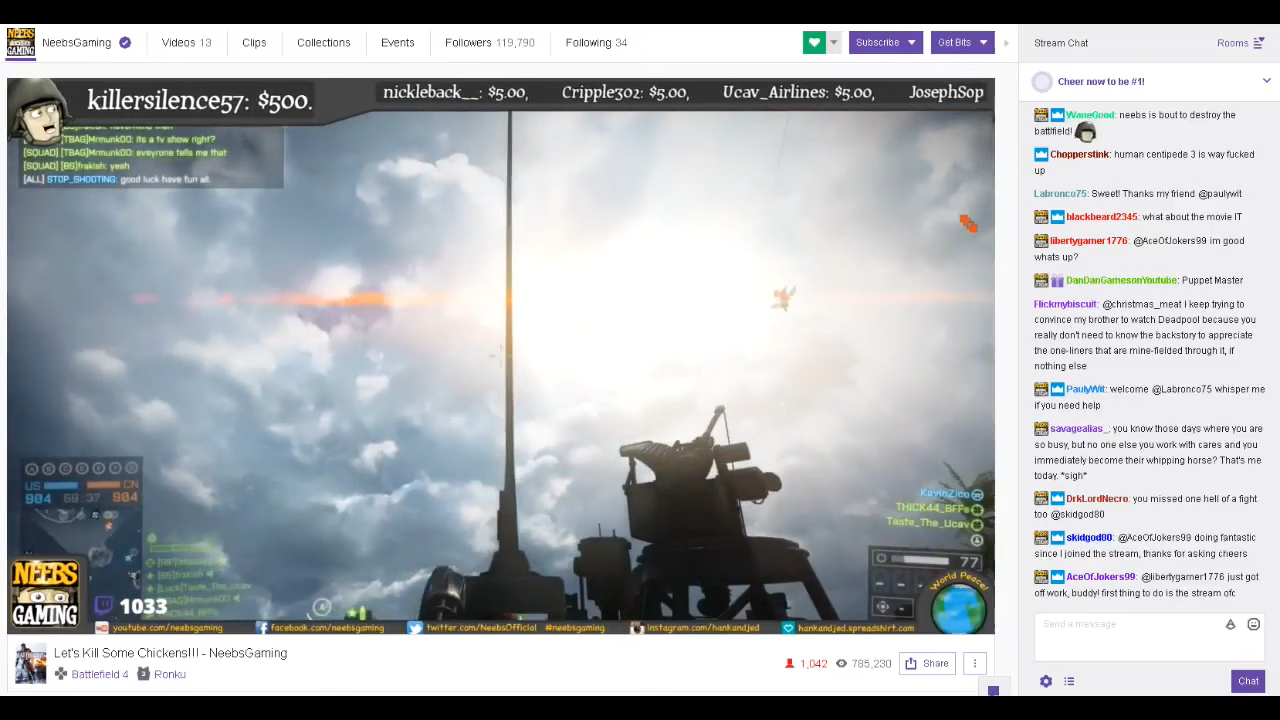 NEEBS GAMING
NeebsGaming Videos 13 Clips Collections Events Followers 119,790 Following 34 Subscribe Get Bits
killersilence57: $500.
nickleback__: $5.00, Cripple302: $5.00, Ucav_Airlines: $5.00, JosephSop
[SQUAD] [TBAG]Mrmunk00: its a tv show right?
[SQUAD] [TBAG]Mrmunk00: eveyrone tells me that
[SQUAD] [BS]frakish: yeah
[ALL] STOP_SHOOTING: good luck have fun all.
US CN
904 59:37 904
[BS]frakish
Taste_The_Ucav
KevinZico
THICK44_BFFs
Taste_The_Ucav
77
World Peace!
NEEBS
GAMING
1033
youtube.com/neebsgaming facebook.com/neebsgaming twitter.com/NeebsOfficial #neebsgaming instagram.com/hankandjed hankandjed.spreadshirt.com
Let's Kill Some Chickens!!! - NeebsGaming
Battlefield 4 Ronku
1,042 785,230 Share
Stream Chat Rooms
Cheer now to be #1!
WaneGood: neebs is bout to destroy the
battlfield!
Chopperstink: human centipede 3 is way fucked
up
Labronco75: Sweet! Thanks my friend @paulywit
blackbeard2345: what about the movie IT
libertygamer1776: @AceOfJokers99 im good
whats up?
DanDanGamesonYoutube: Puppet Master
Flickmybiscuit: @christmas_meat I keep trying to
convince my brother to watch Deadpool because you
really don't need to know the backstory to appreciate
the one-liners that are mine-fielded through it, if
nothing else
PaulyWit: welcome @Labronco75 whisper me
if you need help
savagealias_: you know those days where you are
so busy, but no one else you work with cares and you
immediately become their whipping horse? That's me
today. *sigh*
DrkLordNecro: you missed one hell of a fight
too @skidgod80
skidgod80: @AceOfJokers99 doing fantastic
since I joined the stream, thanks for asking cheers
AceOfJokers99: @libertygamer1776 just got
off work, buddy! first thing to do is the stream ofc
Send a message
Chat